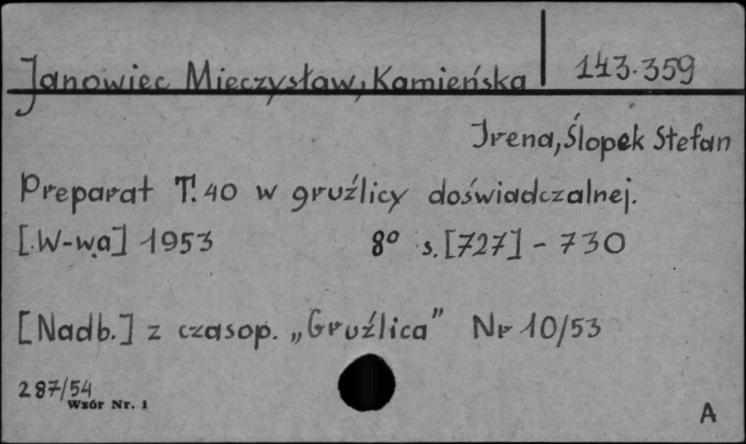 Janowiec Mieczysław, Kamieńska 143.359
Irena, Ślopek Stefan
Preparat T! 40 w gruźlicy doświadczalnej.
[W-wa] 1953 8° s. [727] - 730
[Nadb.] z czasop. „Gruźlica" Nr 10/53
287/54
Wzór Nr. 1
A